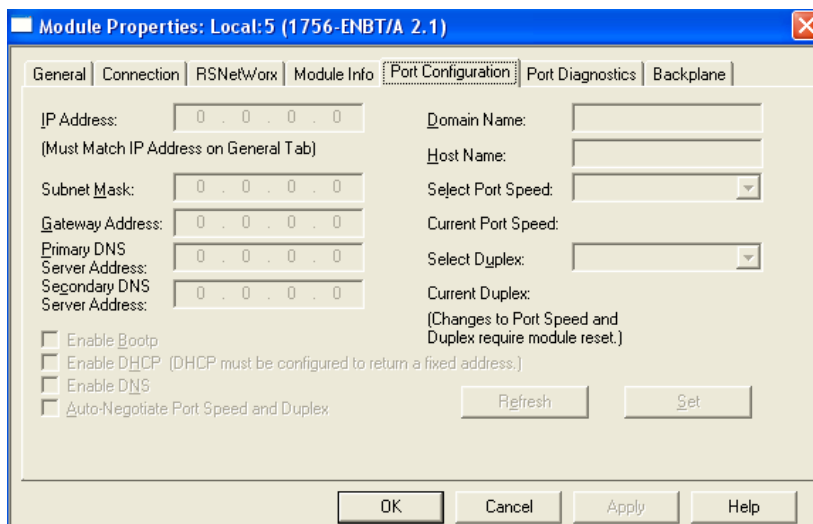 Module Properties: Local:5 (1756-ENBT/A 2.1)
General Connection RSNetWorx Module Info Port Configuration Port Diagnostics Backplane
IP Address: 0 . 0 . 0 . 0
(Must Match IP Address on General Tab)
Subnet Mask: 0 . 0 . 0 . 0
Gateway Address: 0 . 0 . 0 . 0
Primary DNS
Server Address: 0 . 0 . 0 . 0
Secondary DNS
Server Address: 0 . 0 . 0 . 0
Enable Bootp
Enable DHCP (DHCP must be configured to return a fixed address.)
Enable DNS
Auto-Negotiate Port Speed and Duplex
Domain Name:
Host Name:
Select Port Speed:
Current Port Speed:
Select Duplex:
Current Duplex:
(Changes to Port Speed and
Duplex require module reset.)
Refresh Set
OK Cancel Apply Help